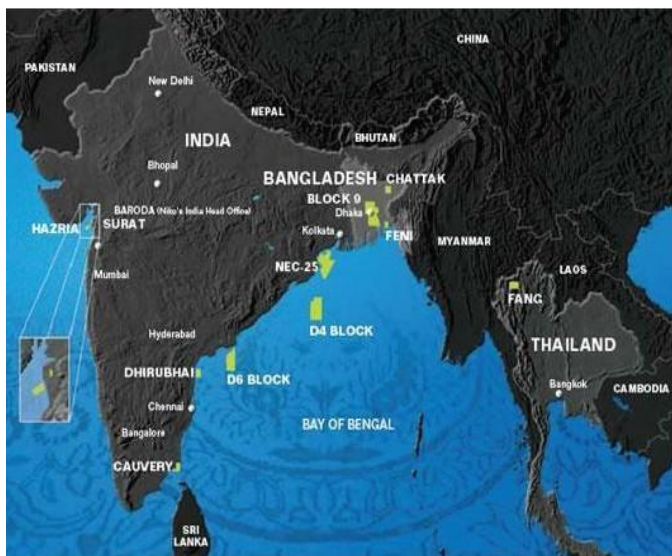 CHINA
PAKISTAN
New Delhi
NEPAL
BHUTAN
INDIA
Bhopal
BANGLADESH
CHATTAK
BLOCK 9
Dhaka
BARODA (Niko's India Head Office)
HAZRIA
SURAT
Kolkata
FENI
MYANMAR
NEC-25
LAOS
Mumbai
FANG
D4 BLOCK
Hyderabad
THAILAND
DHIRUBHAI
D6 BLOCK
Bangkok
CAMBODIA
Chennai
BAY OF BENGAL
Bangalore
CAUVERY
SRI
LANKA